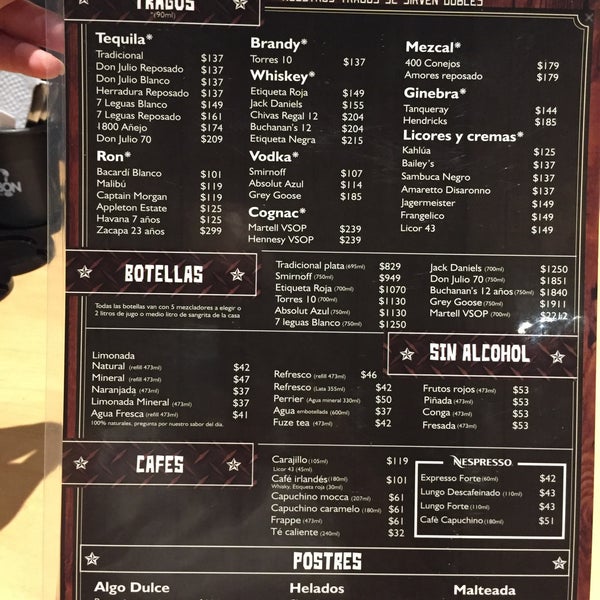 TRAGOS
*(90ml)
NUESTROS TRAGOS SE SIRVEN DOBLES
Tequila*
Tradicional $137
Don Julio Reposado $137
Don Julio Blanco $137
Herradura Reposado $137
7 Leguas Blanco $149
7 Leguas Reposado $161
1800 Añejo $174
Don Julio 70 $209
Ron*
Bacardí Blanco $101
Malibú $119
Captain Morgan $119
Appleton Estate $125
Havana 7 años $125
Zacapa 23 años $299
Brandy*
Torres 10 $137
Whiskey*
Etiqueta Roja $149
Jack Daniels $155
Chivas Regal 12 $204
Buchanan's 12 $204
Etiqueta Negra $215
Vodka*
Smirnoff $107
Absolut Azul $114
Grey Goose $185
Cognac*
Martell VSOP $239
Hennesy VSOP $239
Mezcal*
400 Conejos $179
Amores reposado $179
Ginebra*
Tanqueray $144
Hendricks $185
Licores y cremas*
Kahlúa $125
Bailey's $137
Sambuca Negro $137
Amaretto Disaronno $137
Jagermeister $149
Frangelico $149
Licor 43 $149
BOTELLAS
Todas las botellas van con 5 mezcladores a elegir o
2 litros de jugo o medio litro de sangrita de la casa
Tradicional plata (695ml) $829
Smirnoff (750ml) $949
Etiqueta Roja (700ml) $1070
Torres 10 (700ml) $1130
Absolut Azul (750ml) $1130
7 leguas Blanco (750ml) $1250
Jack Daniels (700ml) $1250
Don Julio 70 (750ml) $1851
Buchanan's 12 años (750ml) $1840
Grey Goose (750ml) $1911
Martell VSOP (700ml) $2212
SIN ALCOHOL
Limonada
Natural (refill 473ml) $42
Mineral (refill 473ml) $47
Naranjada (473ml) $37
Limonada Mineral (473ml) $37
Agua Fresca (refill 473ml) $41
100% naturales, pregunta por nuestro sabor del día.
Refresco (refill 473ml) $46
Refresco (Lata 355ml) $42
Perrier (Agua mineral 330ml) $50
Agua embotellada (600ml) $37
Fuze tea (473ml) $42
Frutos rojos (473ml) $53
Piñada (473ml) $53
Conga (473ml) $53
Fresada (473ml) $53
CAFES
Carajillo (105ml) $119
Licor 43 (45ml)
Café irlandés (180ml) $101
Whisky, Etiqueta roja (30ml)
Capuchino mocca (207ml) $61
Capuchino caramelo (180ml) $61
Frappe (473ml) $61
Té caliente (240ml) $32
NESPRESSO
Expresso Forte (60ml) $42
Lungo Descafeinado (110ml) $43
Lungo Forte (110ml) $43
Cafè Capuchino (180ml) $51
POSTRES
Algo Dulce
Helados
Malteada